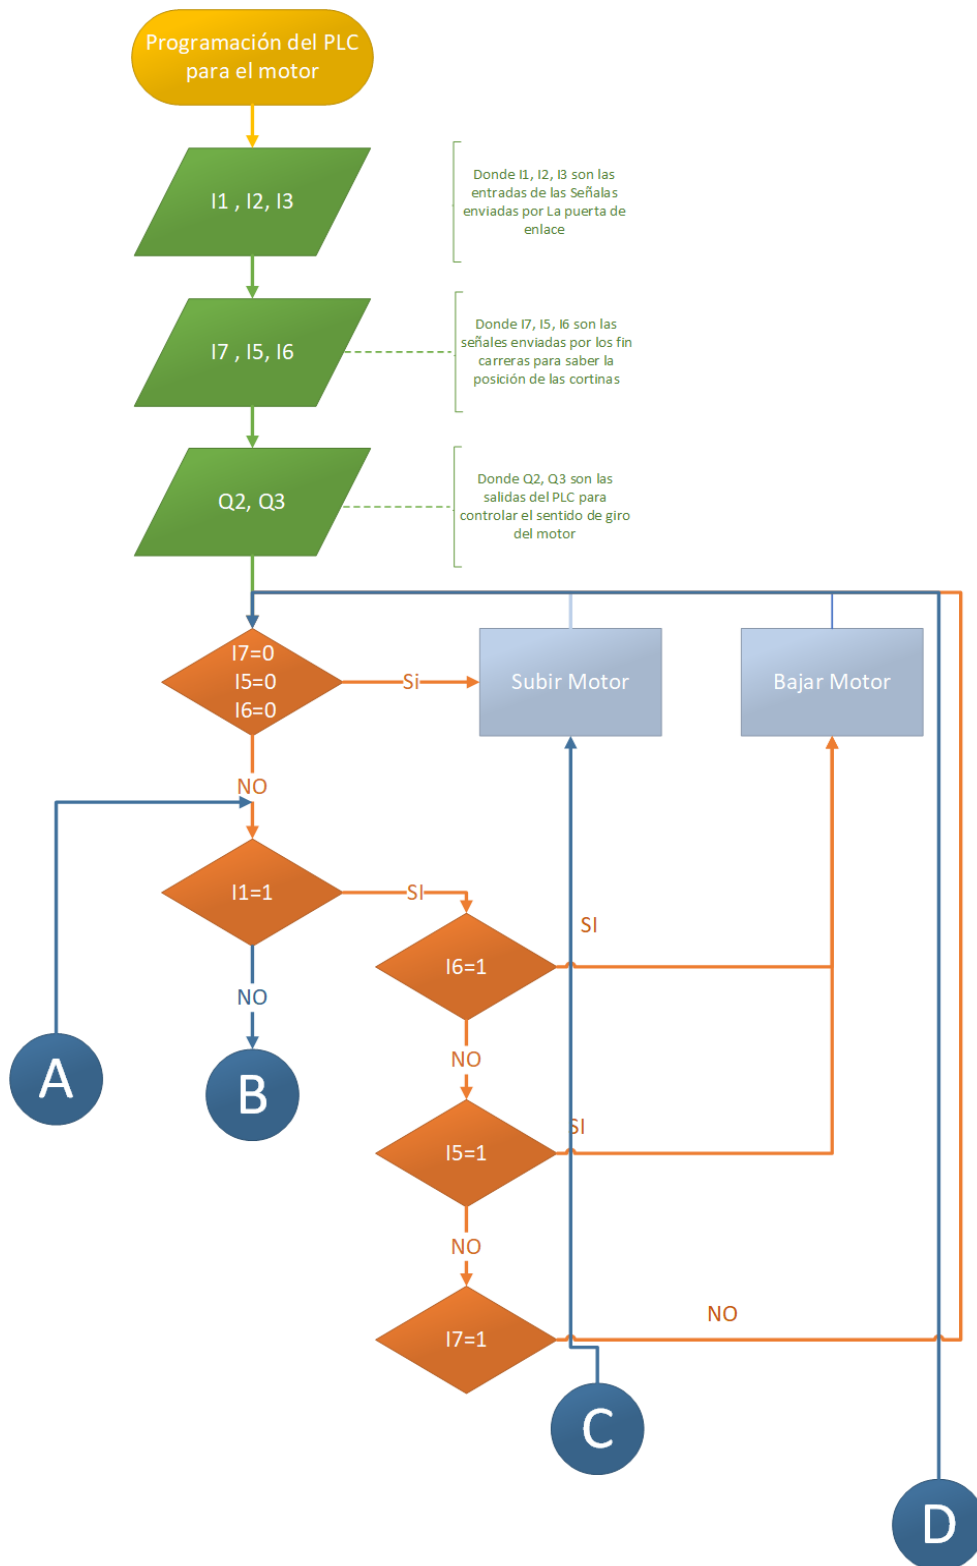 Programación del PLC
para el motor
I1 , I2, I3
Donde I1, I2, I3 son las
entradas de las Señalas
enviadas por La puerta de
enlace
I7 , I5, I6
Donde I7, I5, I6 son las
señales enviadas por los fin
carreras para saber la
posición de las cortinas
Q2, Q3
Donde Q2, Q3 son las
salidas del PLC para
controlar el sentido de giro
del motor
I7=0
I5=0
I6=0
Si
Subir Motor
Bajar Motor
NO
I1=1
SI
I6=1
SI
NO
NO
A
B
I5=1
SI
NO
I7=1
NO
C
D